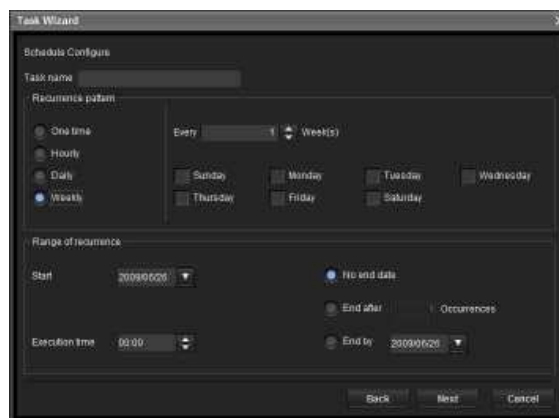 Task Wizard
Schedule Configure
Task name
Recurrence pattern
One time
Every 1 Week(s)
Hourly
Daily
Sunday Monday Tuesday Wednesday
Weekly
Thursday Friday Saturday
Range of recurrence
Start 2009/06/26 No end date
End after 1 Occurrences
Execution time 00:00 End by 2009/06/26
Back Next Cancel